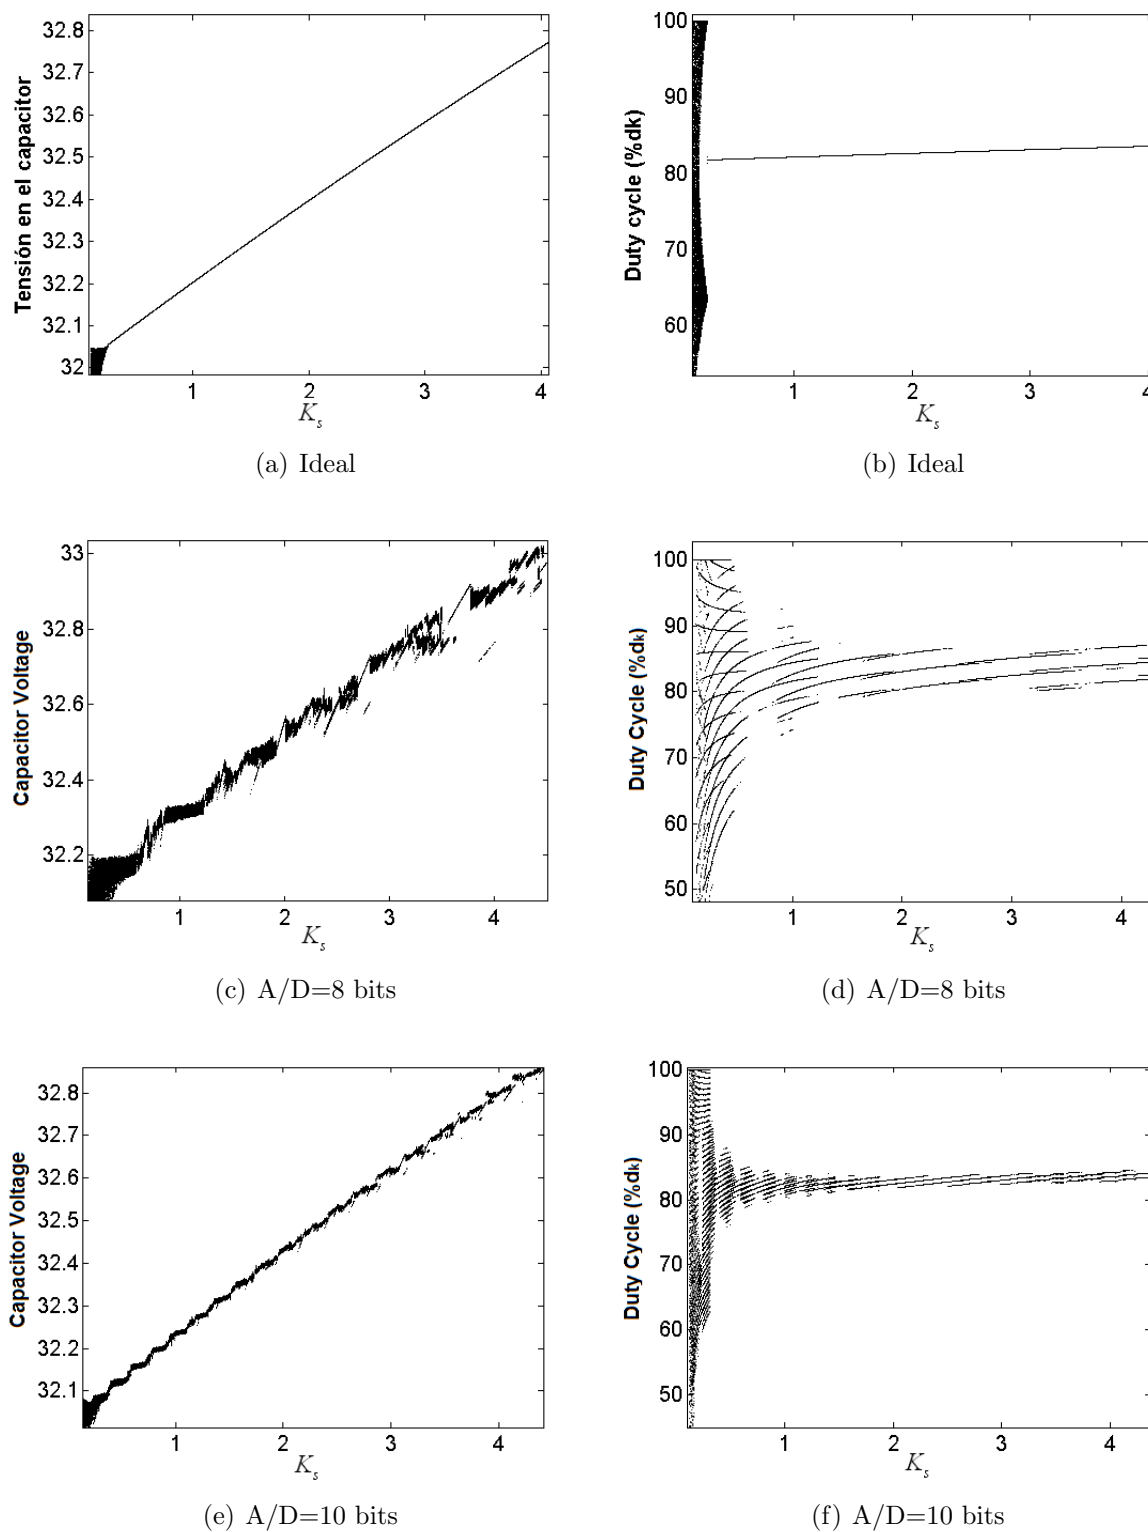 Tensión en el capacitor
32.8
32.7
32.6
32.5
32.4
32.3
32.2
32.1
32
1 2 3 4
K_s
(a) Ideal
Duty cycle (%dk)
100
90
80
70
60
1 2 3 4
K_s
(b) Ideal
Capacitor Voltage
33
32.8
32.6
32.4
32.2
1 2 3 4
K_s
(c) A/D=8 bits
Duty Cycle (%dk)
100
90
80
70
60
50
1 2 3 4
K_s
(d) A/D=8 bits
Capacitor Voltage
32.8
32.7
32.6
32.5
32.4
32.3
32.2
32.1
1 2 3 4
K_s
(e) A/D=10 bits
Duty Cycle (%dk)
100
90
80
70
60
50
1 2 3 4
K_s
(f) A/D=10 bits